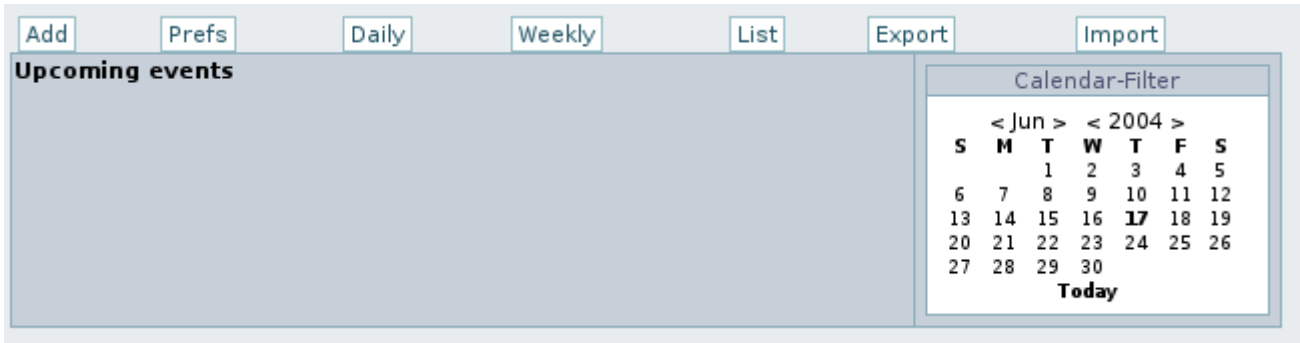 Add Prefs Daily Weekly List Export Import
Upcoming events
Calendar-Filter
< Jun > < 2004 >
S M T W T F S
1 2 3 4 5
6 7 8 9 10 11 12
13 14 15 16 17 18 19
20 21 22 23 24 25 26
27 28 29 30
Today